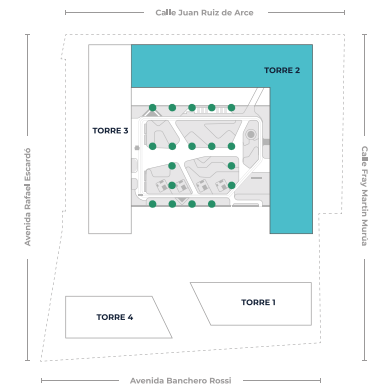 Calle Juan Ruiz de Arce
TORRE 2
TORRE 3
Avenida Rafael Escardó
Calle Fray Martin Murúa
TORRE 1
TORRE 4
Avenida Banchero Rossi